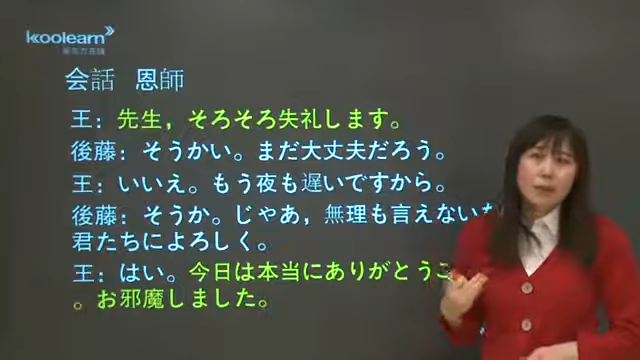 koolearn
新东方在线
会話 恩師
王：先生，そろそろ失礼します。
後藤：そうかい。まだ大丈夫だろう。
王：いいえ。もう夜も遅いですから。
後藤：そうか。じゃあ，無理も言えない
君たちによろしく。
王：はい。今日は本当にありがとう
。お邪魔しました。